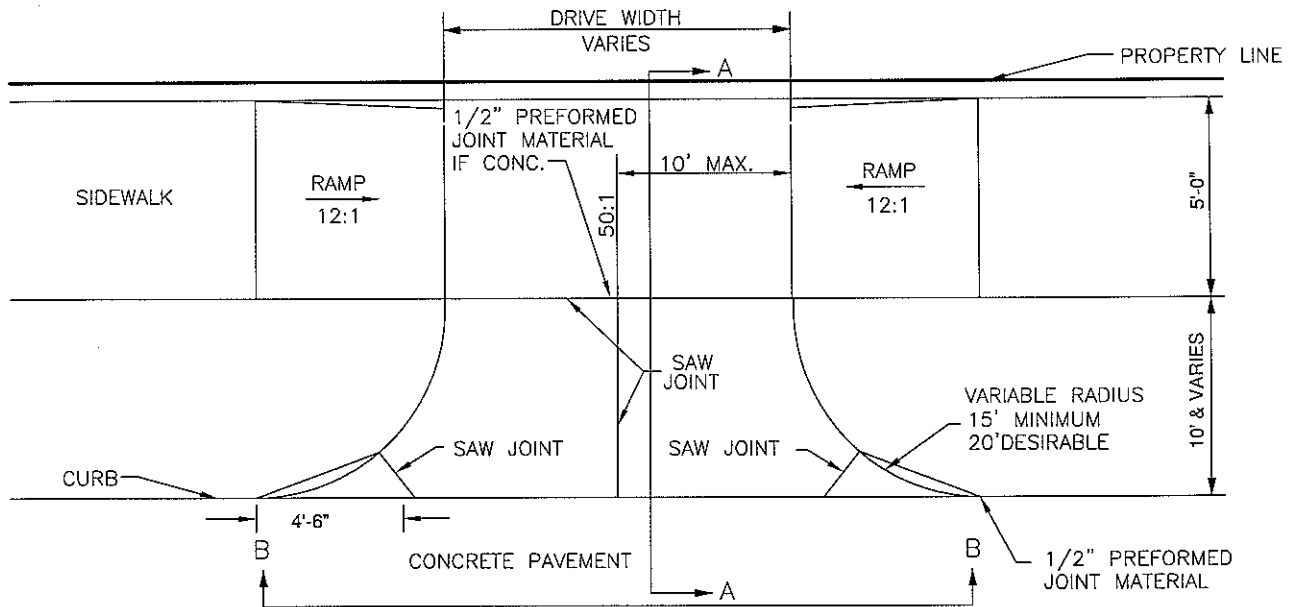 DRIVE WIDTH
VARIES
A
PROPERTY LINE
1/2" PREFORMED
JOINT MATERIAL
IF CONC.
10' MAX.
SIDEWALK
RAMP
12:1
50:1
RAMP
12:1
5'-0"
SAW
JOINT
VARIABLE RADIUS
15' MINIMUM
20'DESIRABLE
10' & VARIES
SAW JOINT
SAW JOINT
CURB
4'-6"
B
CONCRETE PAVEMENT
B
1/2" PREFORMED
JOINT MATERIAL
A